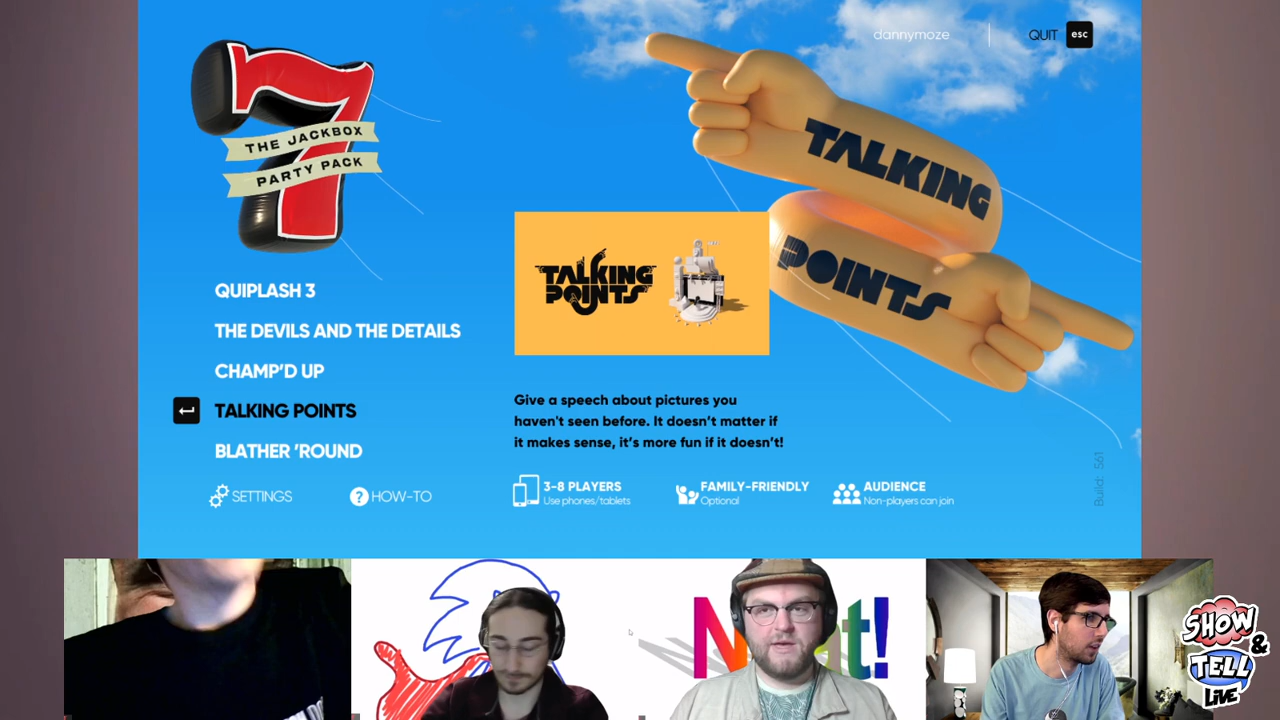 dannymoze
QUIT
esc
THE JACKBOX
PARTY PACK
TALKING
POINTS
TALKING
POINTS
QUIPLASH 3
THE DEVILS AND THE DETAILS
CHAMP'D UP
TALKING POINTS
BLATHER 'ROUND
Give a speech about pictures you
haven't seen before. It doesn't matter if
it makes sense, it's more fun if it doesn't!
SETTINGS
? HOW-TO
3-8 PLAYERS
Use phones/tablets
FAMILY-FRIENDLY
Optional
AUDIENCE
Non-players can join
Build: 561
SHOW
&
TELL
LIVE